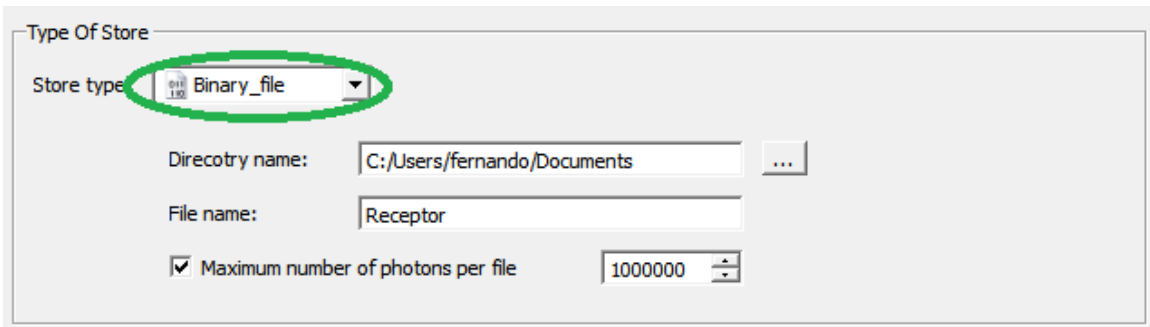 Type Of Store
Store type Binary_file
Direcotry name: C:/Users/fernando/Documents ...
File name: Receptor
Maximum number of photons per file 1000000